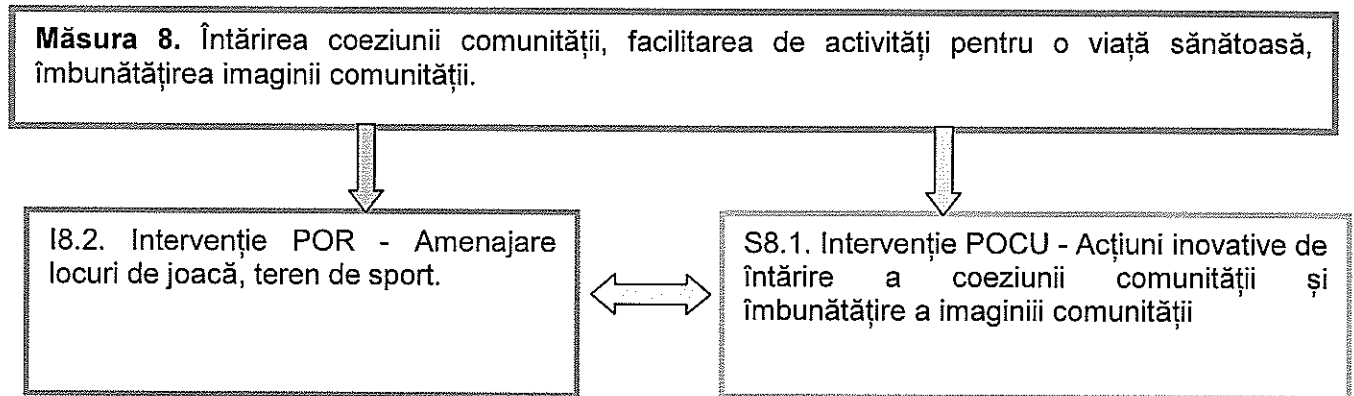 Măsura 8. Întărirea coeziunii comunității, facilitarea de activități pentru o viață sănătoasă,
îmbunătățirea imaginii comunității.
I8.2. Intervenție POR - Amenajare
locuri de joacă, teren de sport.
S8.1. Intervenție POCU - Acțiuni inovative de
întărire a coeziunii comunității și
îmbunătățire a imaginiii comunității